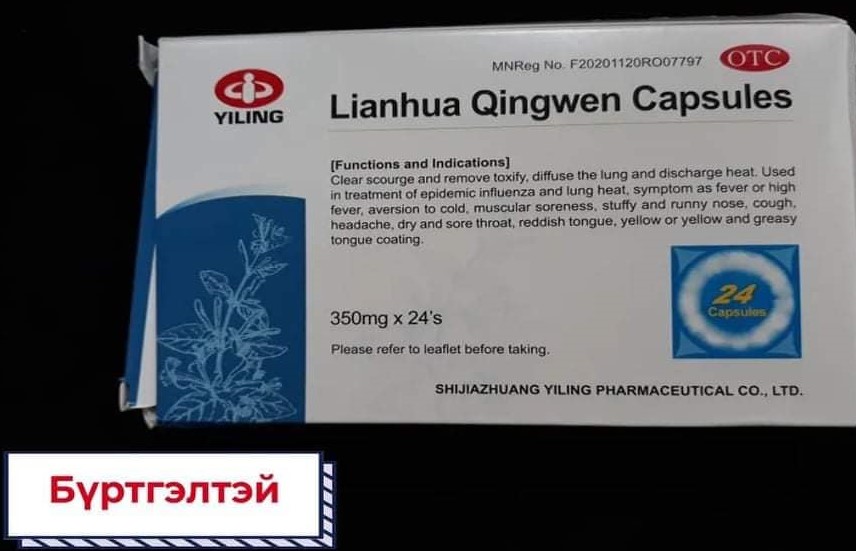 MNReg No. F20201120RO07797
OTC
YILING
Lianhua Qingwen Capsules
[Functions and Indications]
Clear scourge and remove toxify, diffuse the lung and discharge heat. Used
in treatment of epidemic influenza and lung heat, symptom as fever or high
fever, aversion to cold, muscular soreness, stuffy and runny nose, cough,
headache, dry and sore throat, reddish tongue, yellow or yellow and greasy
tongue coating.
24
Capsules
350mg x 24's
Please refer to leaflet before taking.
SHIJIAZHUANG YILING PHARMACEUTICAL CO., LTD.
Бүртгэлтэй